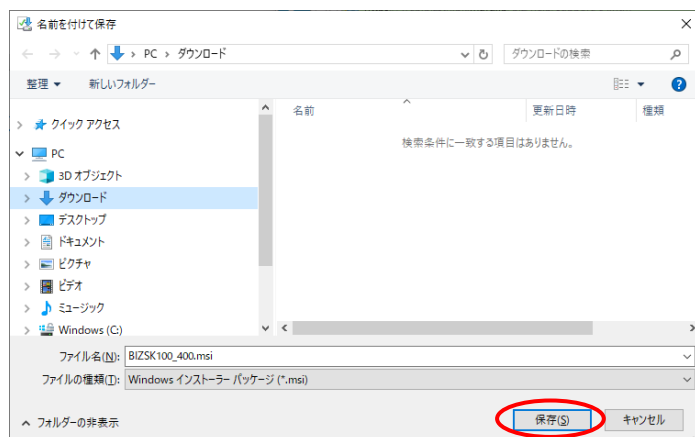 名前を付けて保存
PC > ダウンロード
ダウンロードの検索
整理 新しいフォルダー
名前 更新日時 種類
検索条件に一致する項目はありません。
クイック アクセス
PC
3D オブジェクト
ダウンロード
デスクトップ
ドキュメント
ピクチャ
ビデオ
ミュージック
Windows (C:)
ファイル名(N): BIZSK100_400.msi
ファイルの種類(T): Windows インストーラー パッケージ (*.msi)
フォルダーの非表示
保存(S) キャンセル